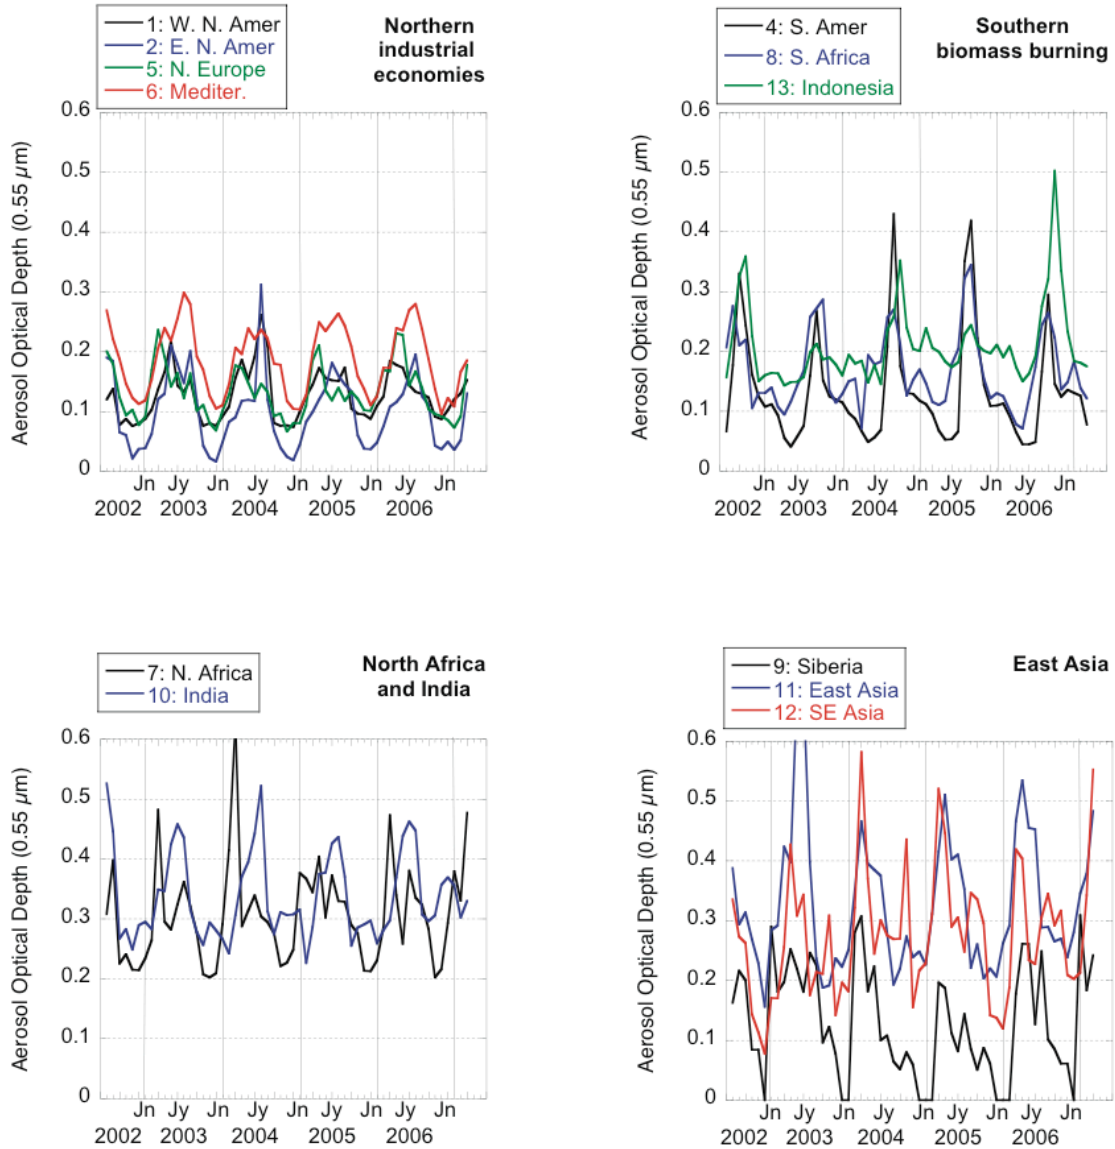 1: W. N. Amer
2: E. N. Amer
5: N. Europe
6: Mediter.
Northern
industrial
economies
Aerosol Optical Depth (0.55 µm)
0.6
0.5
0.4
0.3
0.2
0.1
0
Jn Jy Jn Jy Jn Jy Jn Jy Jn
2002 2003 2004 2005 2006
4: S. Amer
8: S. Africa
13: Indonesia
Southern
biomass burning
Aerosol Optical Depth (0.55 µm)
0.6
0.5
0.4
0.3
0.2
0.1
0
Jn Jy Jn Jy Jn Jy Jn Jy Jn
2002 2003 2004 2005 2006
7: N. Africa
10: India
North Africa
and India
Aerosol Optical Depth (0.55 µm)
0.6
0.5
0.4
0.3
0.2
0.1
0
Jn Jy Jn Jy Jn Jy Jn Jy Jn
2002 2003 2004 2005 2006
9: Siberia
11: East Asia
12: SE Asia
East Asia
Aerosol Optical Depth (0.55 µm)
0.6
0.5
0.4
0.3
0.2
0.1
0
Jn Jy Jn Jy Jn Jy Jn Jy Jn
2002 2003 2004 2005 2006